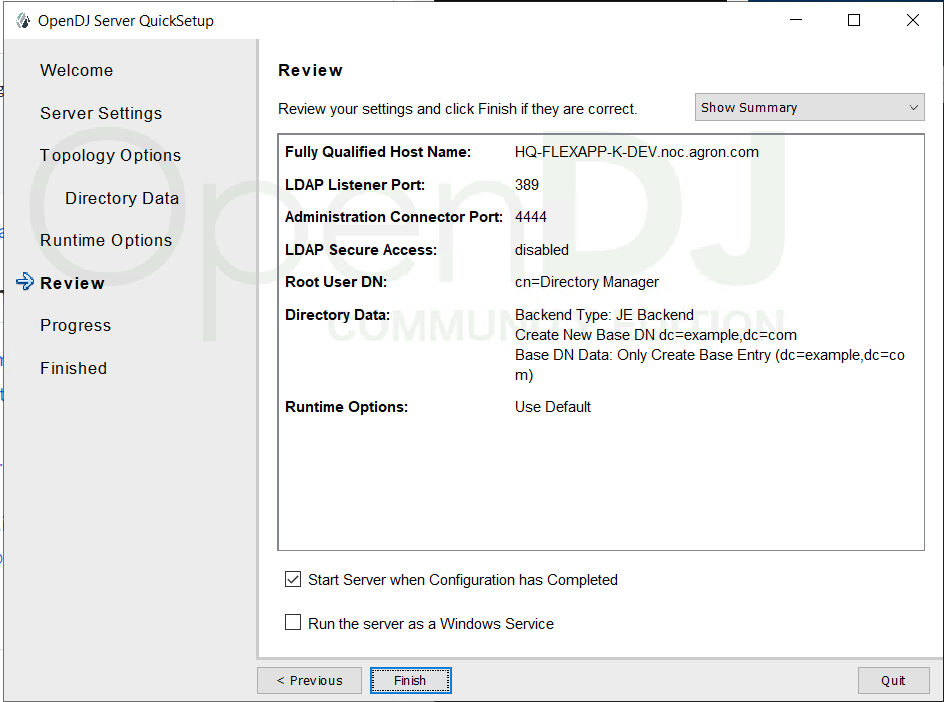 OpenDJ Server QuickSetup
Welcome
Server Settings
Topology Options
Directory Data
Runtime Options
Review
Progress
Finished
Review
Review your settings and click Finish if they are correct.
Show Summary
OpenDJ
COMMUNITY EDITION
Fully Qualified Host Name: HQ-FLEXAPP-K-DEV.noc.agron.com
LDAP Listener Port: 389
Administration Connector Port: 4444
LDAP Secure Access: disabled
Root User DN: cn=Directory Manager
Directory Data: Backend Type: JE Backend
Create New Base DN dc=example,dc=com
Base DN Data: Only Create Base Entry (dc=example,dc=co
m)
Runtime Options: Use Default
Start Server when Configuration has Completed
Run the server as a Windows Service
< Previous
Finish
Quit